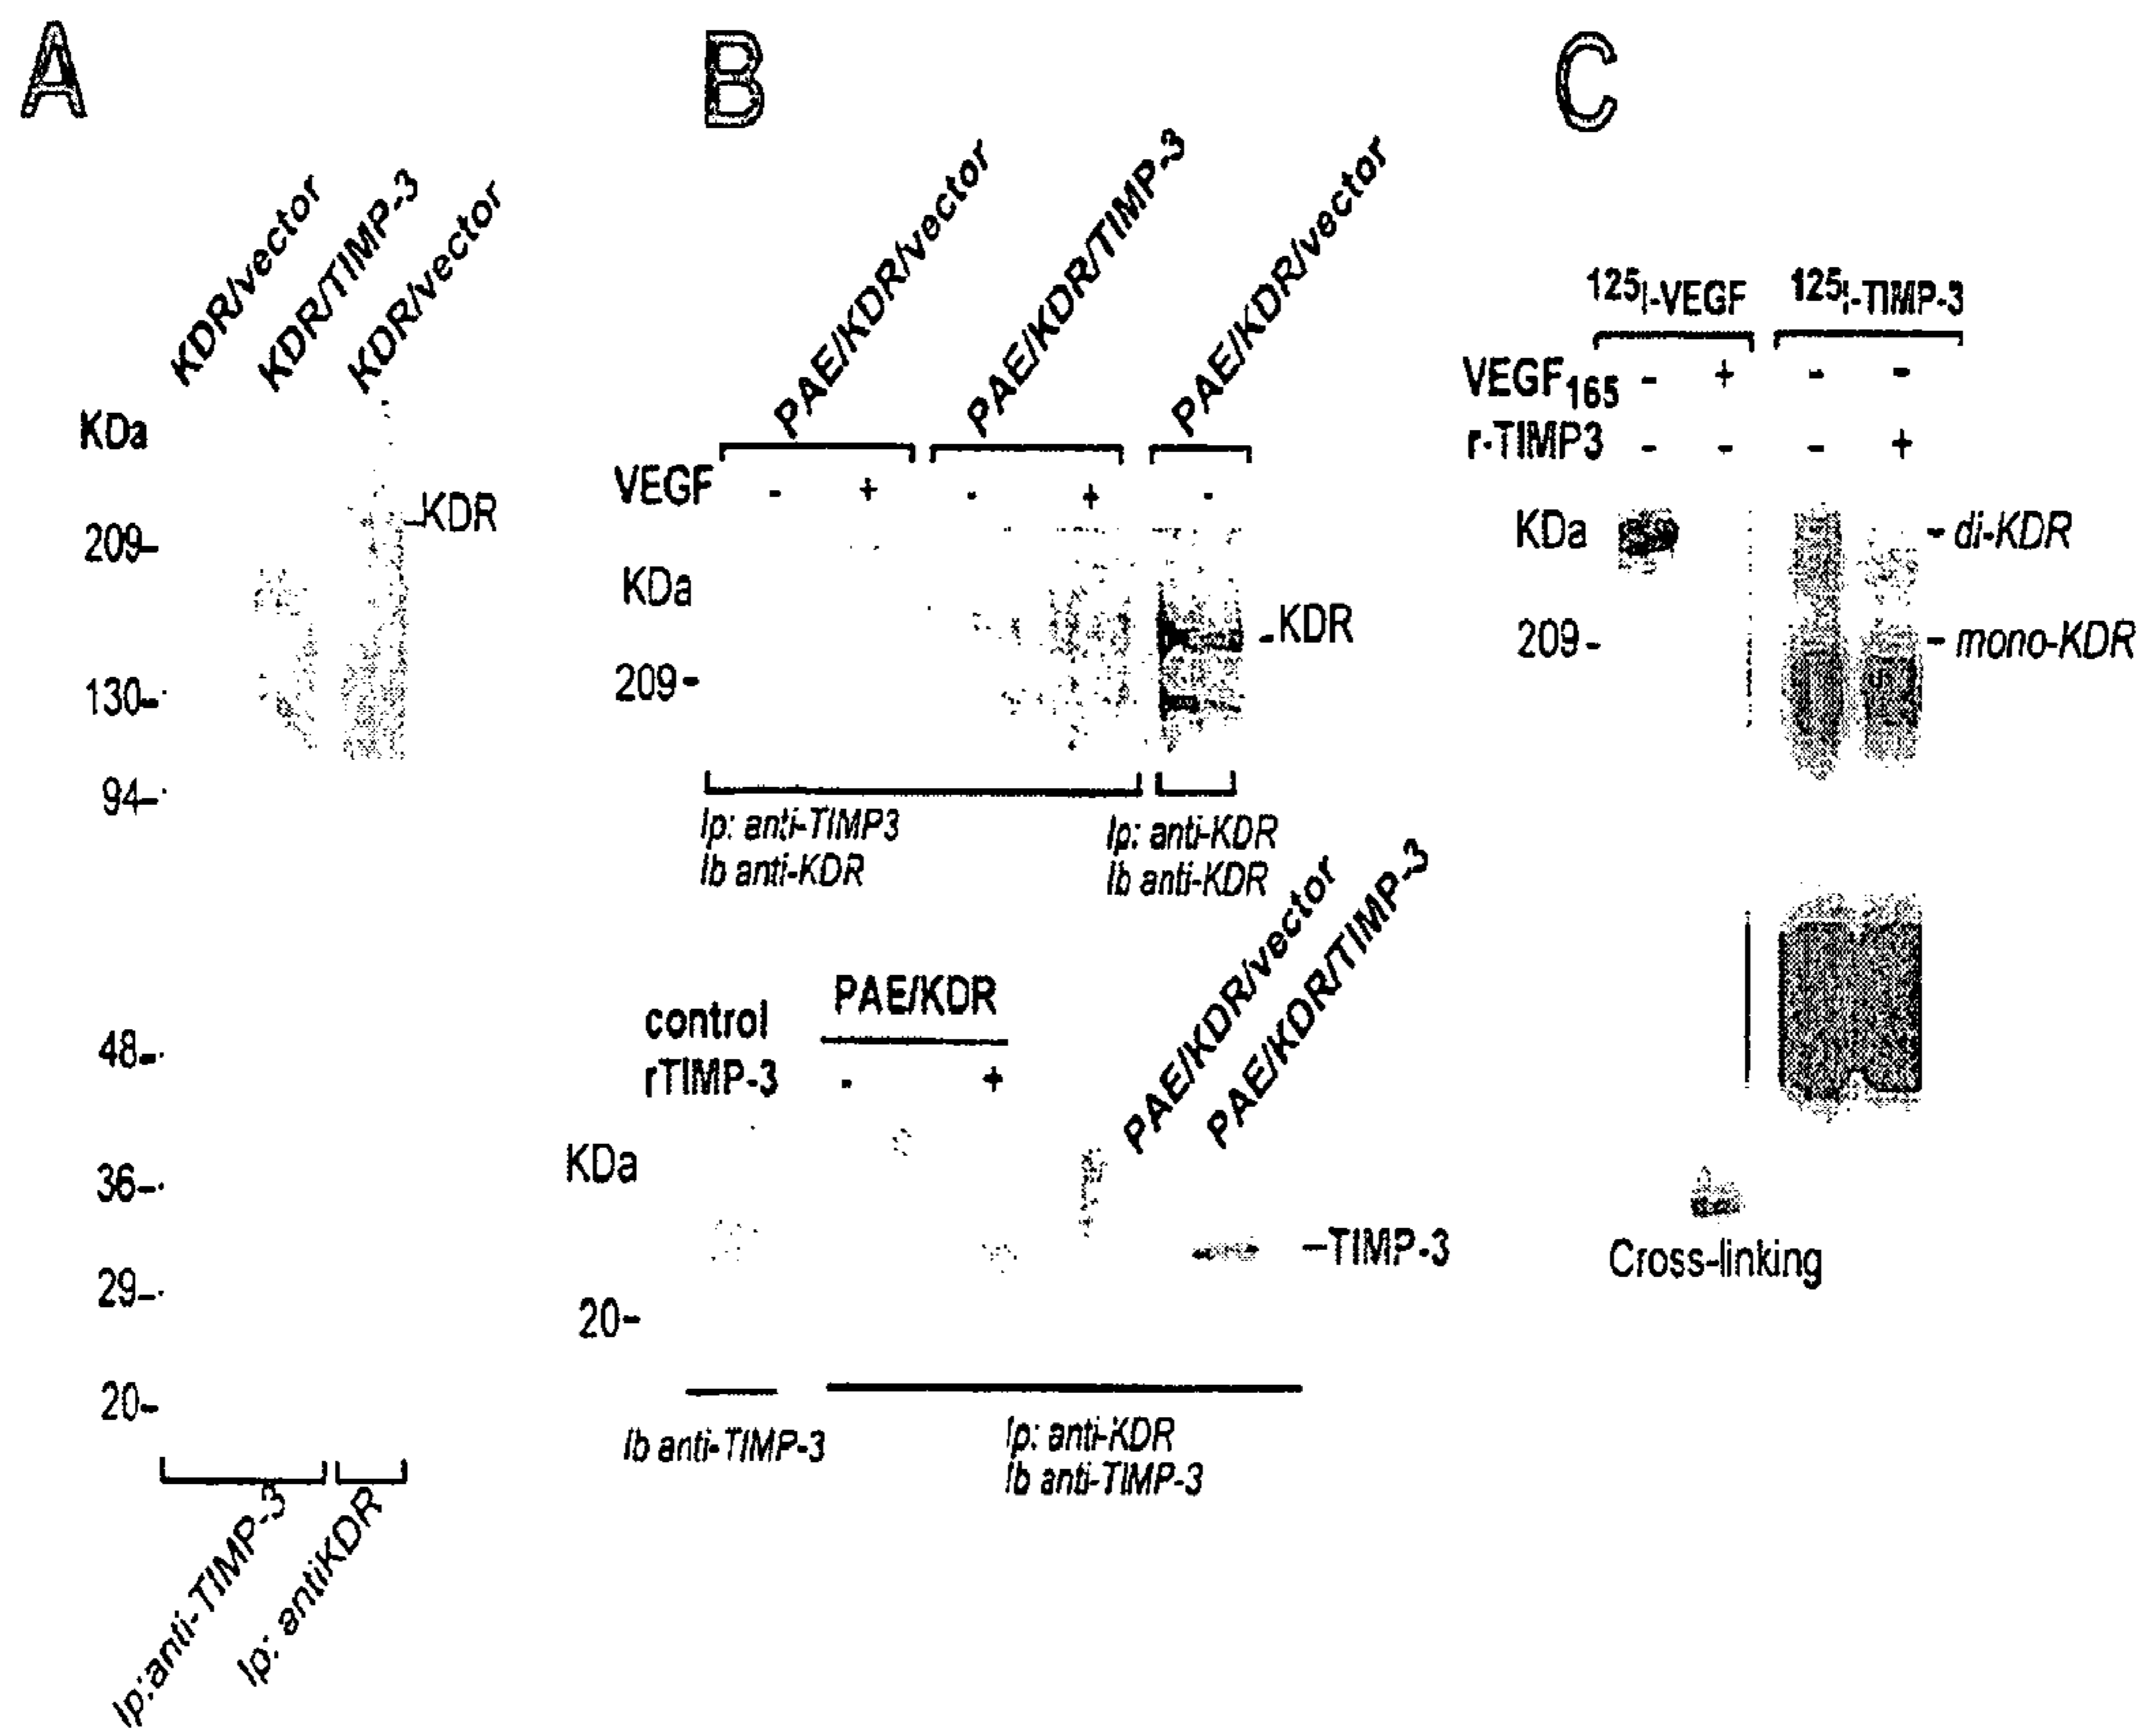 A
KDR/vector
KDR/TIMP-3
KDR/vector
KDa
KDR
209-
130-
94-
48-
36-
29-
20-
Ip:anti-TIMP-3
Ip: antiKDR
B
PAE/KDR/vector
PAE/KDR/TIMP-3
PAE/KDR/vector
VEGF - + - + -
KDa
-KDR
209-
Ip: anti-TIMP3
Ib anti-KDR
Ip: anti-KDR
Ib anti-KDR
control
PAE/KDR
rTIMP-3 - +
PAE/KDR/vector
PAE/KDR/TIMP-3
KDa
-TIMP-3
20-
Ib anti-TIMP-3
Ip: anti-KDR
Ib anti-TIMP-3
C
125I-VEGF 125I-TIMP-3
VEGF165 - + - -
r-TIMP3 - - - +
KDa
- di-KDR
209-
- mono-KDR
Cross-linking